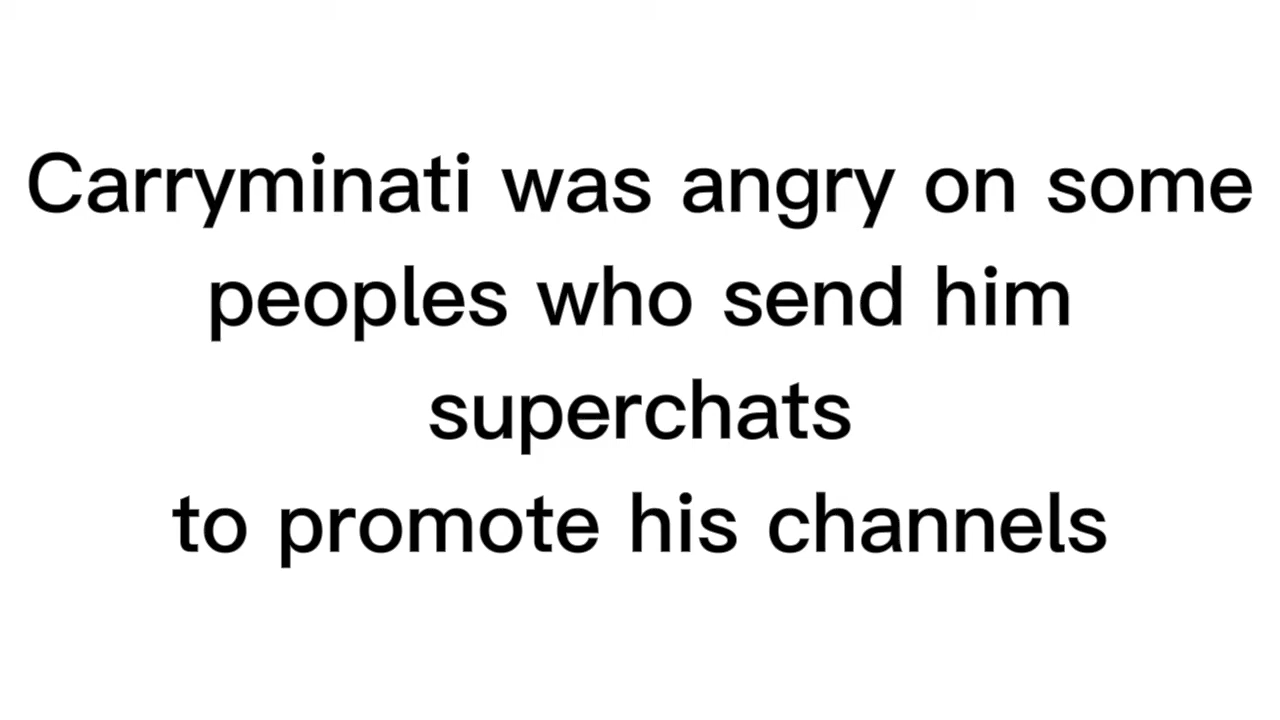 Carryminati was angry on some
peoples who send him
superchats
to promote his channels